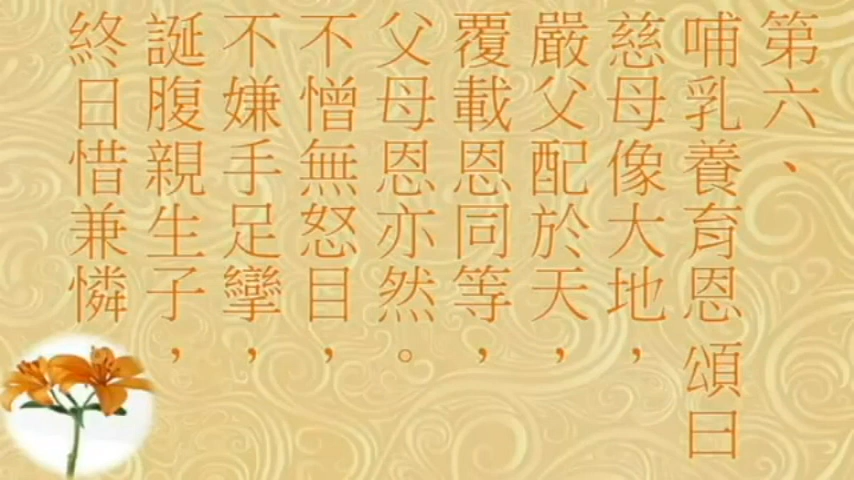 第六、
哺乳養育恩 頌曰
慈母像大地，
嚴父配於天，
覆載恩同等，
父母恩亦然。
不憎無怒目，
不嫌手足攣，
誕腹親生子，
終日惜兼憐